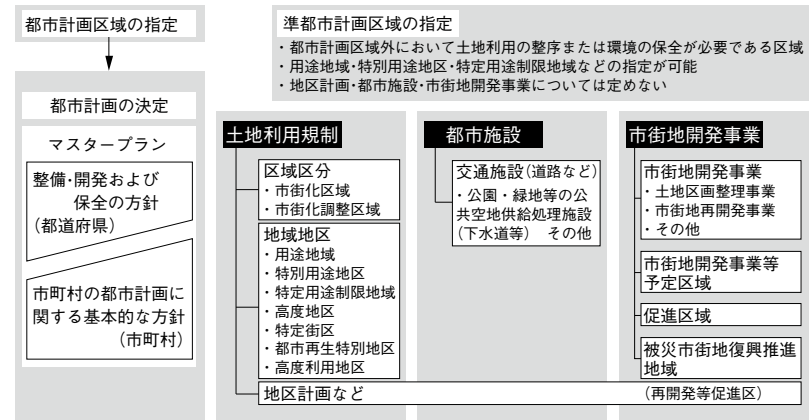 都市計画区域の指定
準都市計画区域の指定
・都市計画区域外において土地利用の整序または環境の保全が必要である区域
・用途地域・特別用途地区・特定用途制限地域などの指定が可能
・地区計画・都市施設・市街地開発事業については定めない
都市計画の決定
マスタープラン
整備・開発および
保全の方針
(都道府県)
市町村の都市計画に
関する基本的な方針
(市町村)
土地利用規制
区域区分
・市街化区域
・市街化調整区域
地域地区
・用途地域
・特別用途地区
・特定用途制限地域
・高度地区
・特定街区
・都市再生特別地区
・高度利用地区
地区計画など
(再開発等促進区)
都市施設
交通施設(道路など)
・公園・緑地等の公
共空地供給処理施設
(下水道等) その他
市街地開発事業
市街地開発事業
・土地区画整理事業
・市街地再開発事業
・その他
市街地開発事業等
予定区域
促進区域
被災市街地復興推進
地域